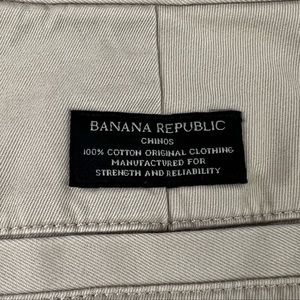 BANANA REPUBLIC
CHINOS
100% COTTON ORIGINAL CLOTHING
MANUFACTURED FOR
STRENGTH AND RELIABILITY